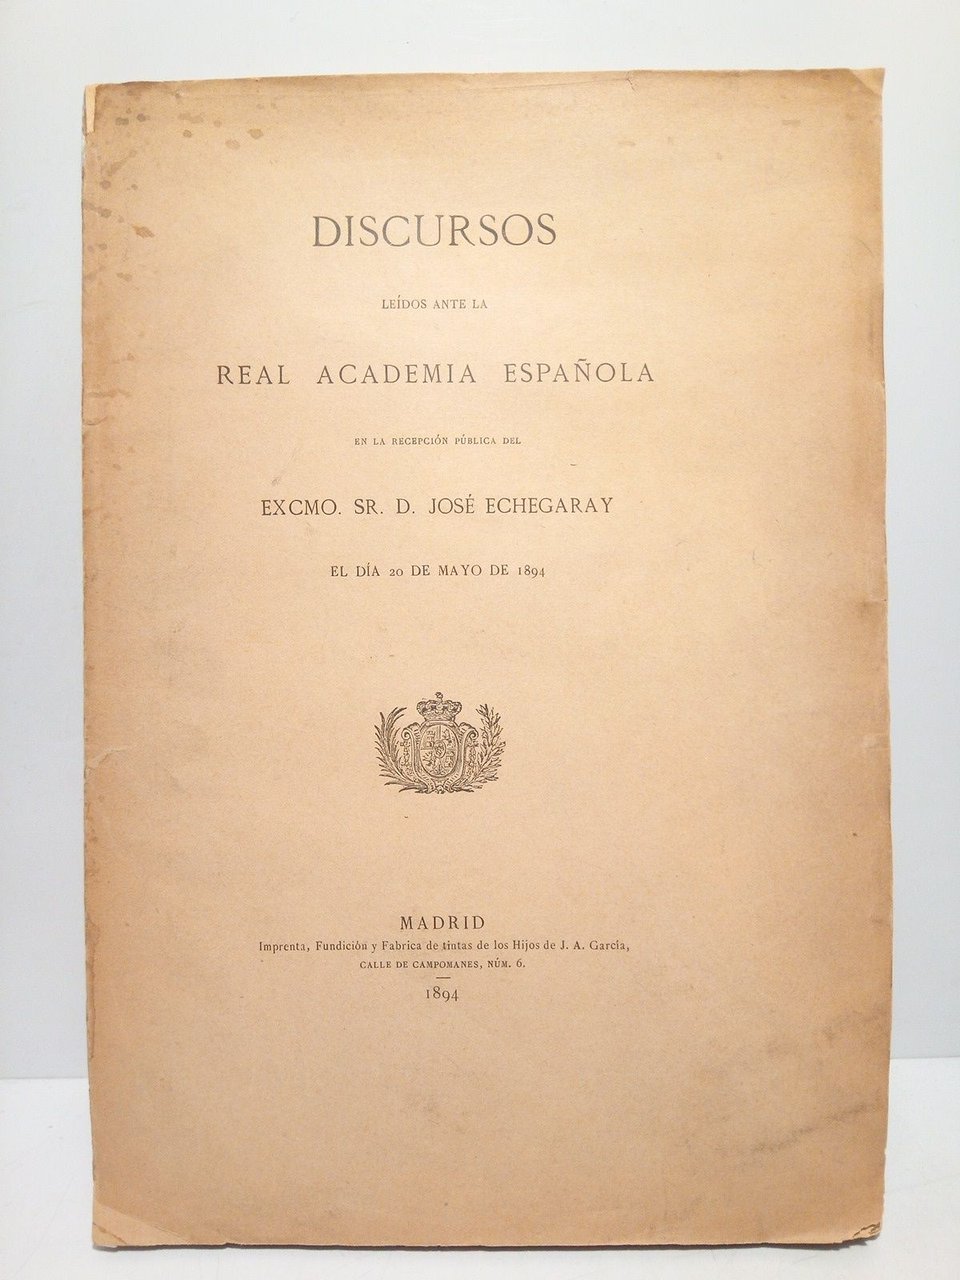 DISCURSOS
LEÍDOS ANTE LA
REAL ACADEMIA ESPAÑOLA
EN LA RECEPCIÓN PÚBLICA DEL
EXCMO. SR. D. JOSÉ ECHEGARAY
EL DÍA 20 DE MAYO DE 1894
MADRID
Imprenta, Fundición y Fabrica de tintas de los Hijos de J. A. García,
CALLE DE CAMPOMANES, NÚM. 6.
1894